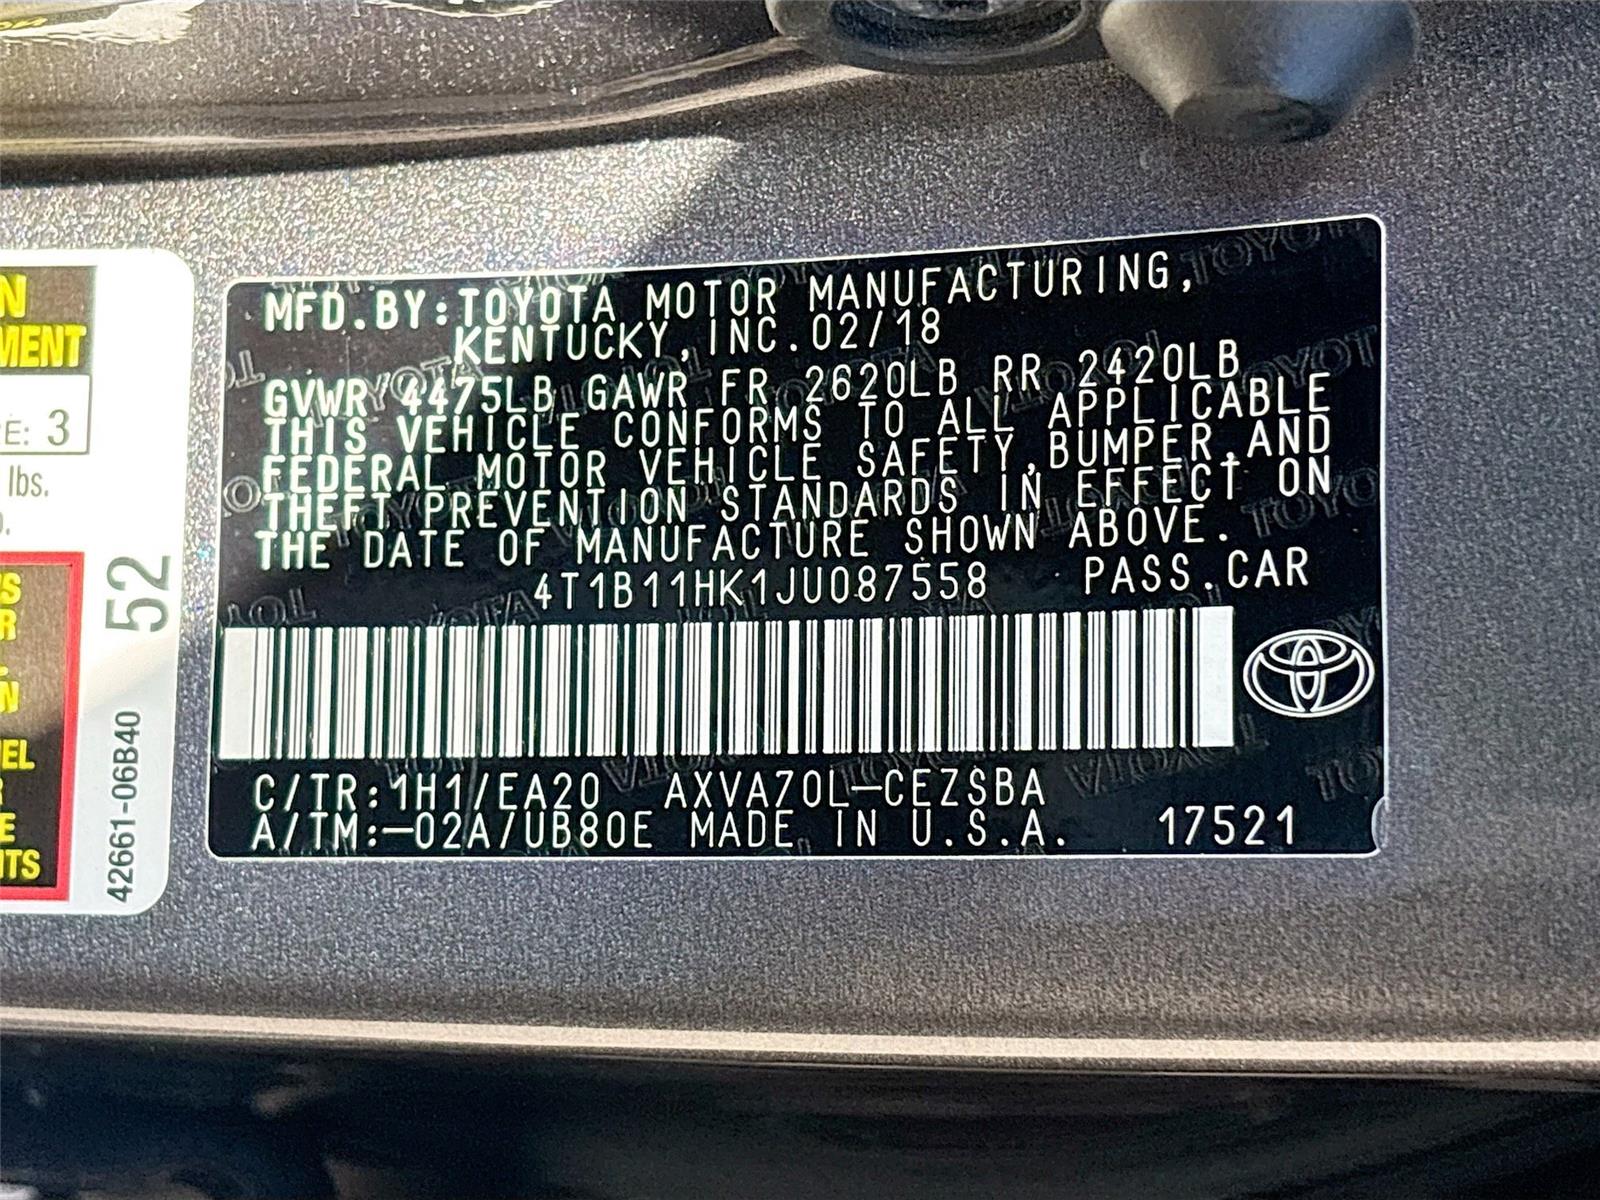 MFD.BY:TOYOTA MOTOR MANUFACTURING,
KENTUCKY,INC.02/18
GVWR 4475LB GAWR FR 2620LB RR 2420LB
THIS VEHICLE CONFORMS TO ALL APPLICABLE
FEDERAL MOTOR VEHICLE SAFETY,BUMPER,AND
THEFT PREVENTION STANDARDS IN EFFECT ON
THE DATE OF MANUFACTURE SHOWN ABOVE.
4T1B11HK1JU087558 PASS.CAR
C/TR:1H1/EA20 AXVA70L-CEZSBA
A/TM:-02A/UB80E MADE IN U.S.A. 17521
N
MENT
E: 3
lbs.
52
42661-06B40